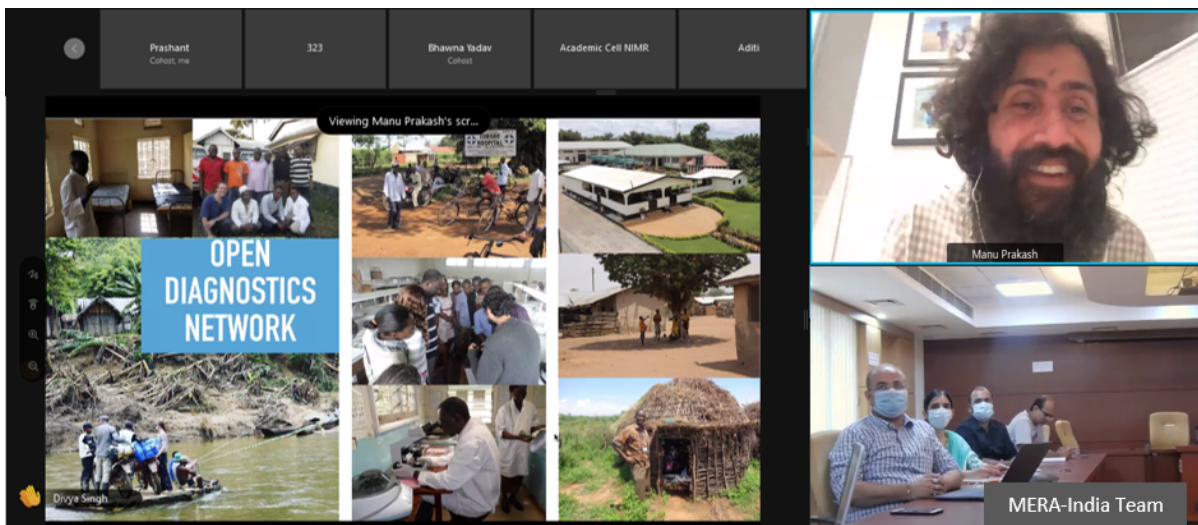 Prashant
Cohost, me
323
Bhawna Yadav
Cohost
Academic Cell NIMR
Aditi
Viewing Manu Prakash's scr...
HOSPITAL
OPEN
DIAGNOSTICS
NETWORK
Divya Singh
Manu Prakash
MERA-India Team